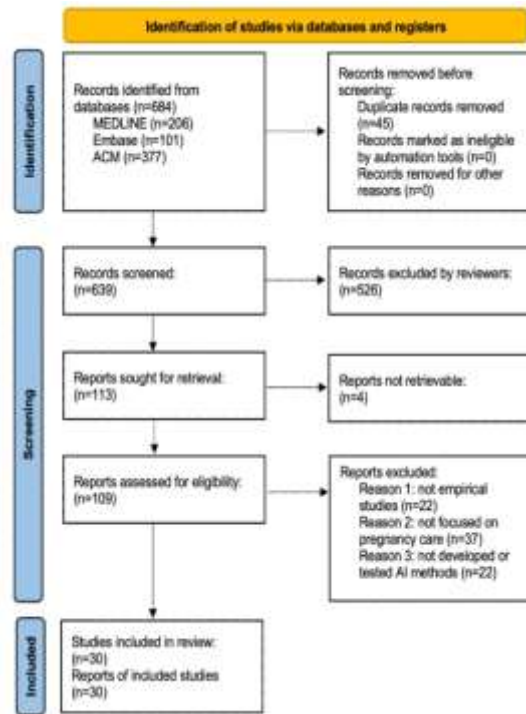 Identification of studies via databases and registers
Identification
Records identified from
databases (n=684)
MEDLINE (n=206)
Embase (n=101)
ACM (n=377)
Records removed before
screening:
Duplicate records removed
(n=45)
Records marked as ineligible
by automation tools (n=0)
Records removed for other
reasons (n=0)
Screening
Records screened:
(n=639)
Records excluded by reviewers:
(n=526)
Reports sought for retrieval:
(n=113)
Reports not retrievable:
(n=4)
Reports assessed for eligibility:
(n=109)
Reports excluded:
Reason 1: not empirical
studies (n=22)
Reason 2: not focused on
pregnancy care (n=37)
Reason 3: not developed or
tested AI methods (n=22)
Included
Studies included in review:
(n=30)
Reports of included studies
(n=30)